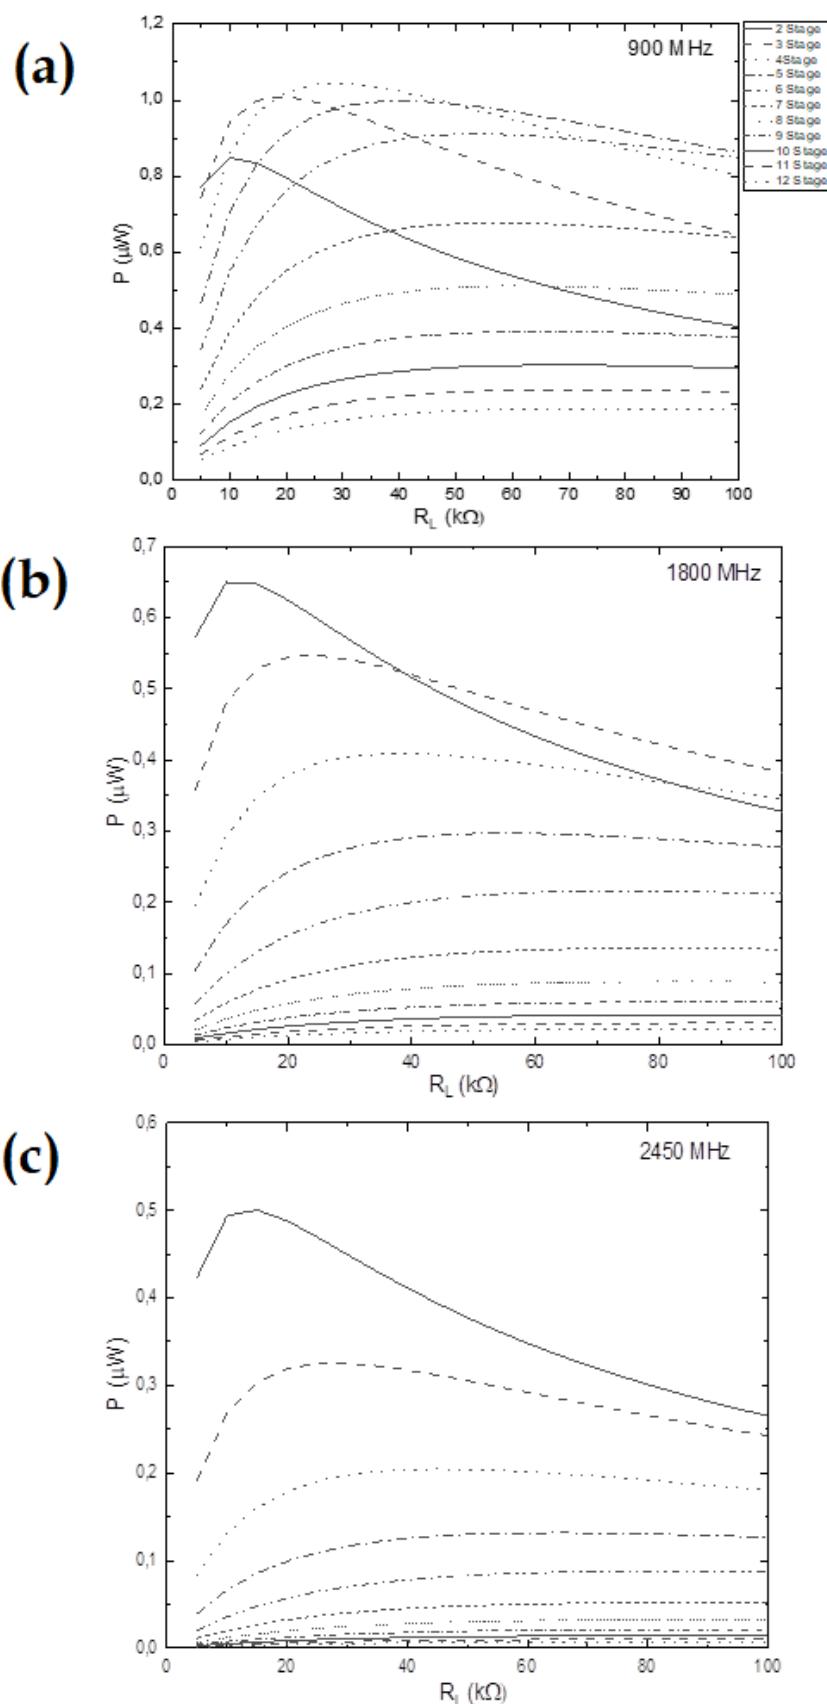 (a)
900 MHz
2 Stage
3 Stage
4Stage
5 Stage
6 Stage
7 Stage
8 Stage
9 Stage
10 Stage
11 Stage
12 Stage
P (μW)
1,2
1,0
0,8
0,6
0,4
0,2
0,0
0 10 20 30 40 50 60 70 80 90 100
R_L (kΩ)
(b)
1800 MHz
P (μW)
0,7
0,6
0,5
0,4
0,3
0,2
0,1
0,0
0 20 40 60 80 100
R_L (kΩ)
(c)
2450 MHz
P (μW)
0,6
0,5
0,4
0,3
0,2
0,1
0,0
0 20 40 60 80 100
R_L (kΩ)